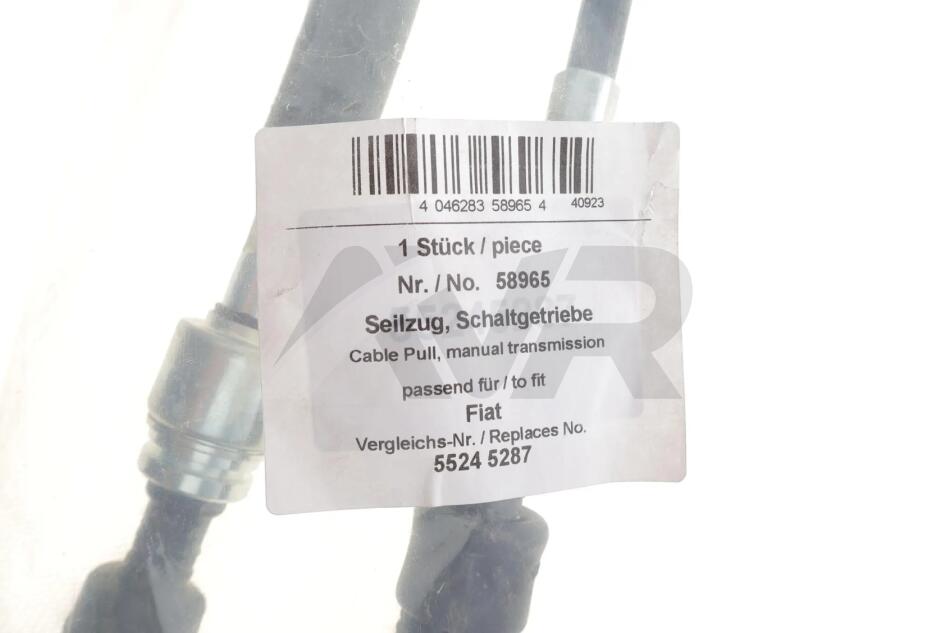 4 046283 58965 4 40923
1 Stück / piece
Nr. / No. 58965
Seilzug, Schaltgetriebe
Cable Pull, manual transmission
passend für / to fit
Fiat
Vergleichs-Nr. / Replaces No.
5524 5287
VR